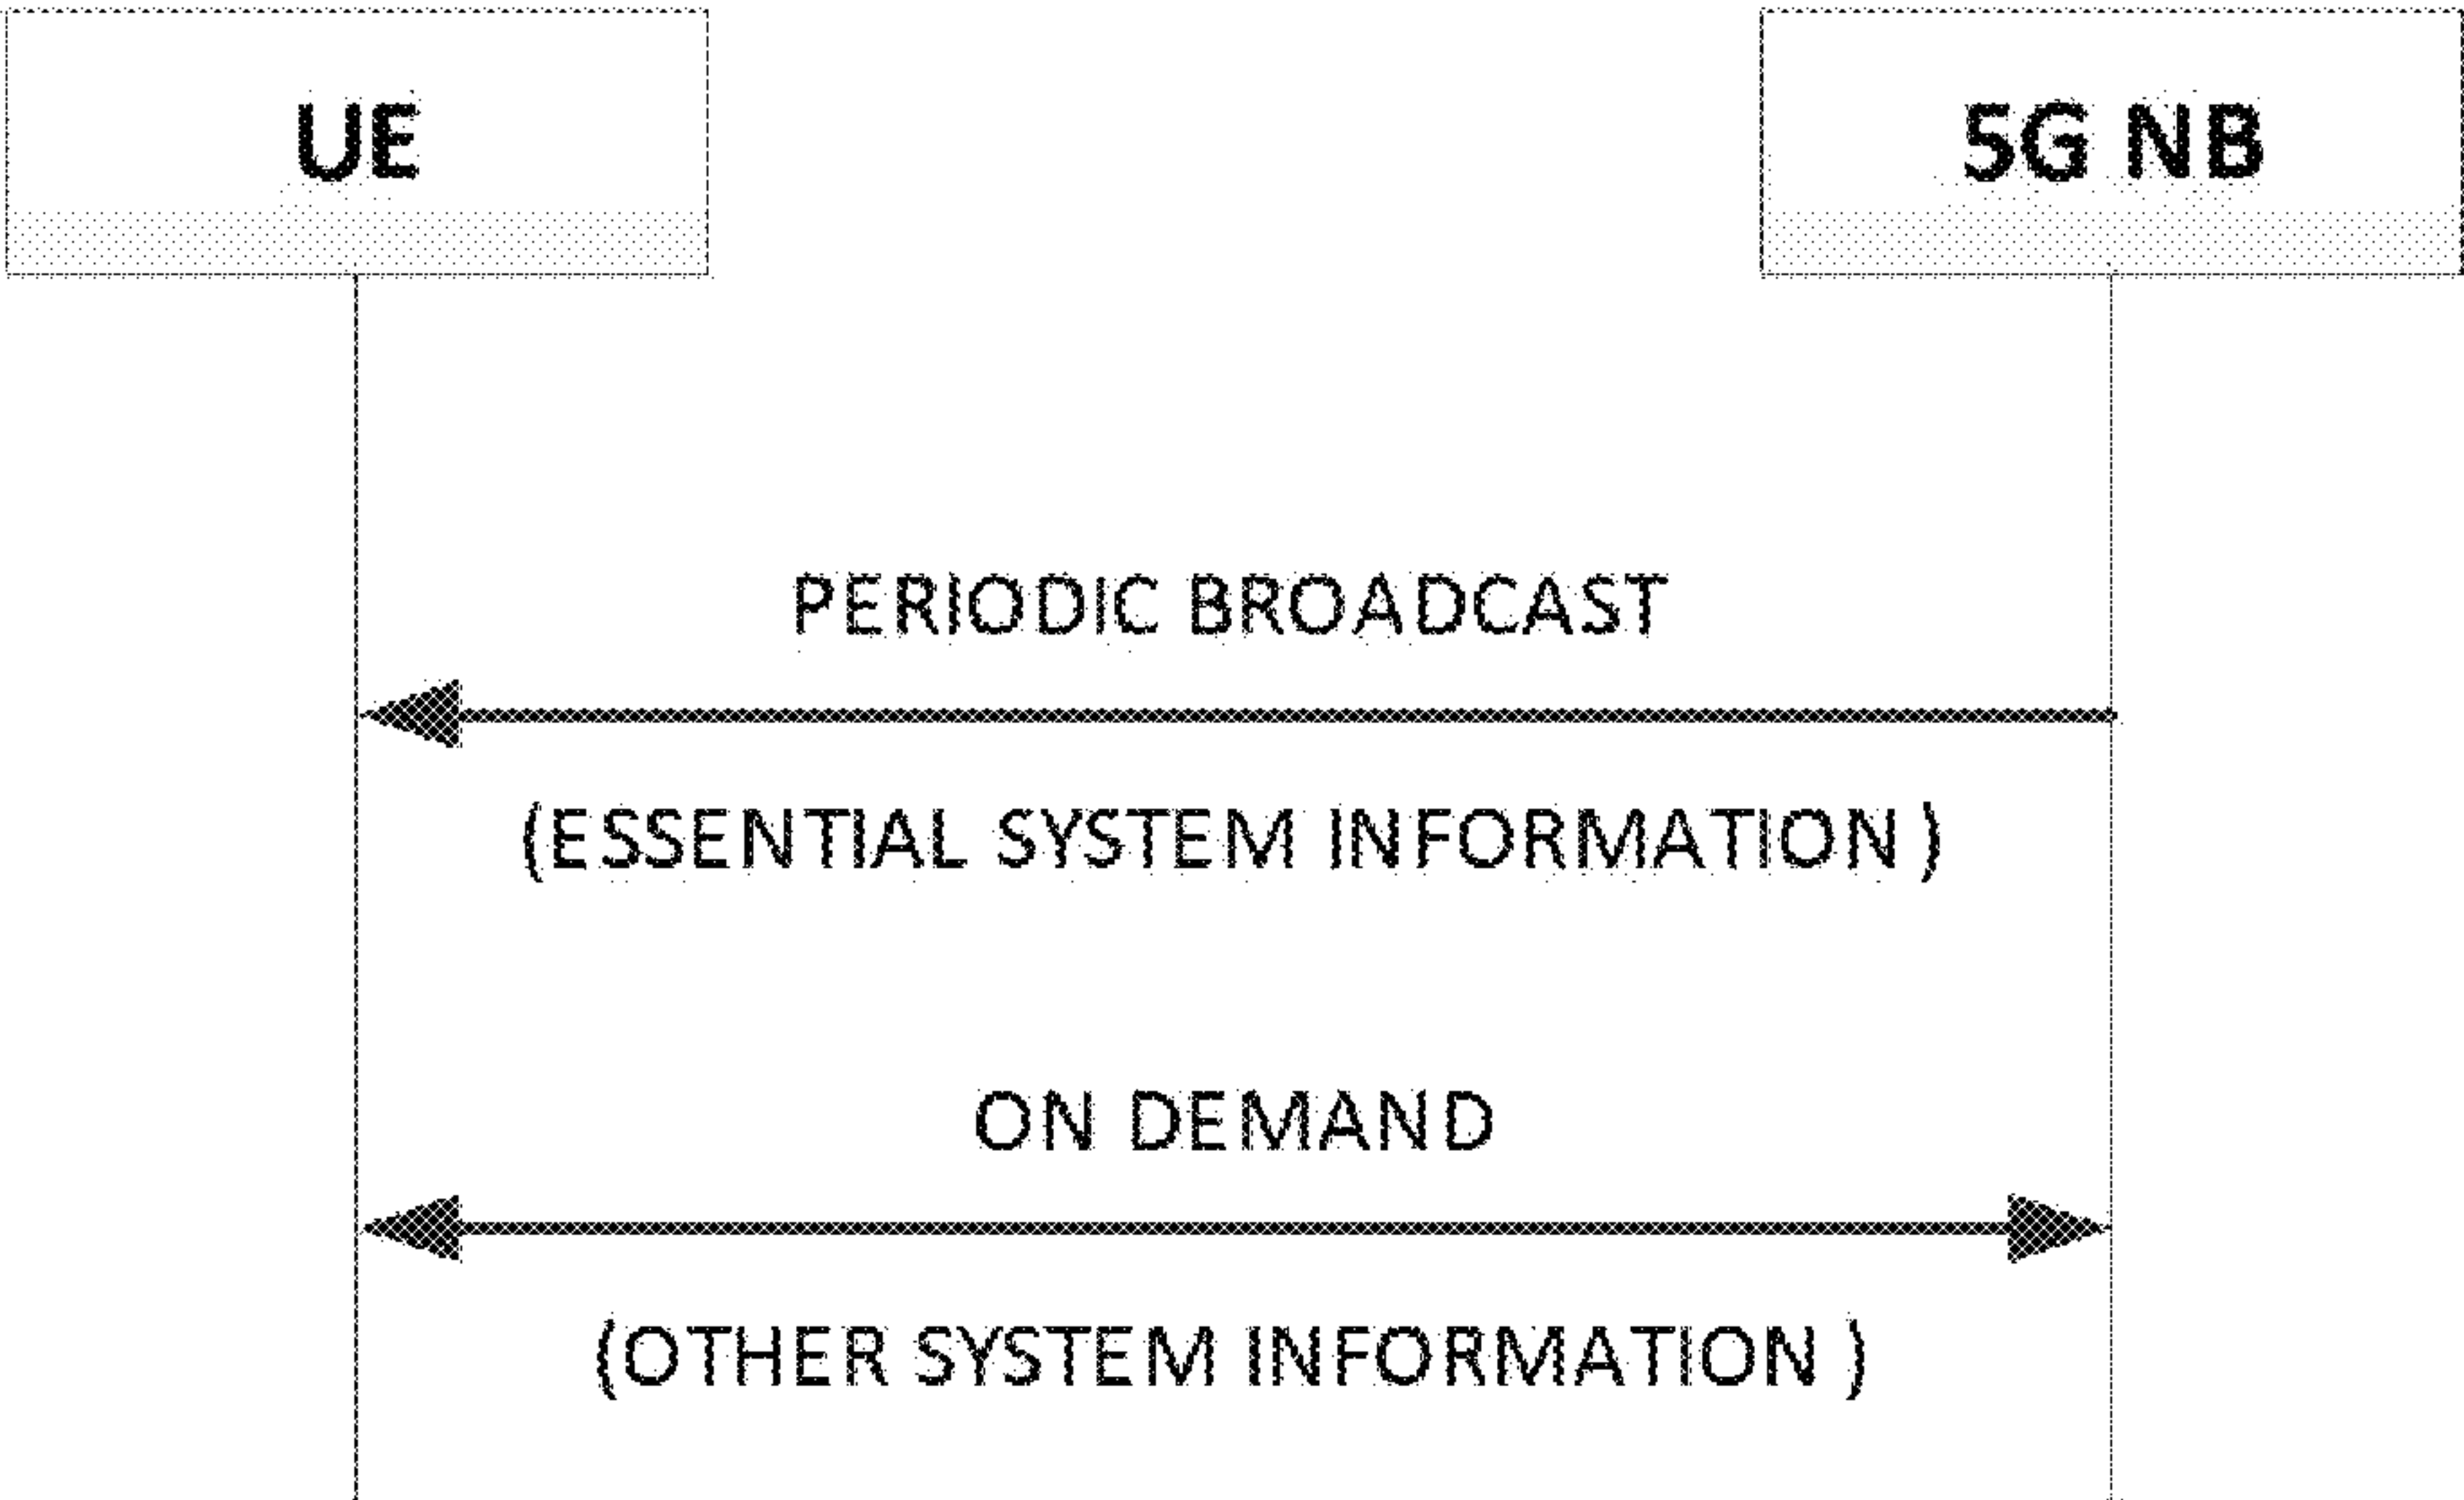 UE
5G NB
PERIODIC BROADCAST
(ESSENTIAL SYSTEM INFORMATION )
ON DEMAND
(OTHER SYSTEM INFORMATION )